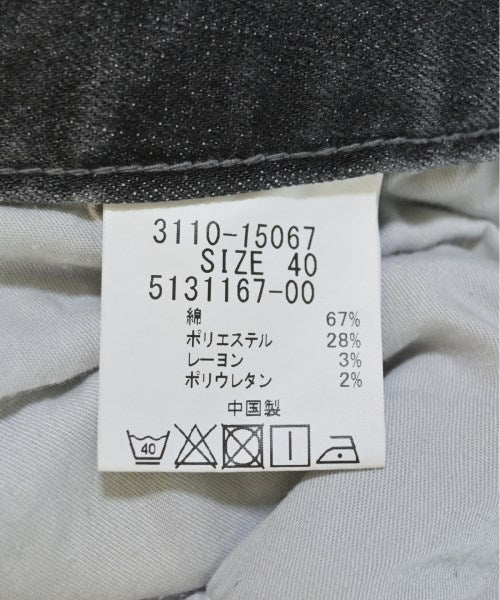 3110-15067
SIZE 40
5131167-00
綿 67%
ポリエステル 28%
レーヨン 3%
ポリウレタン 2%
中国製
40